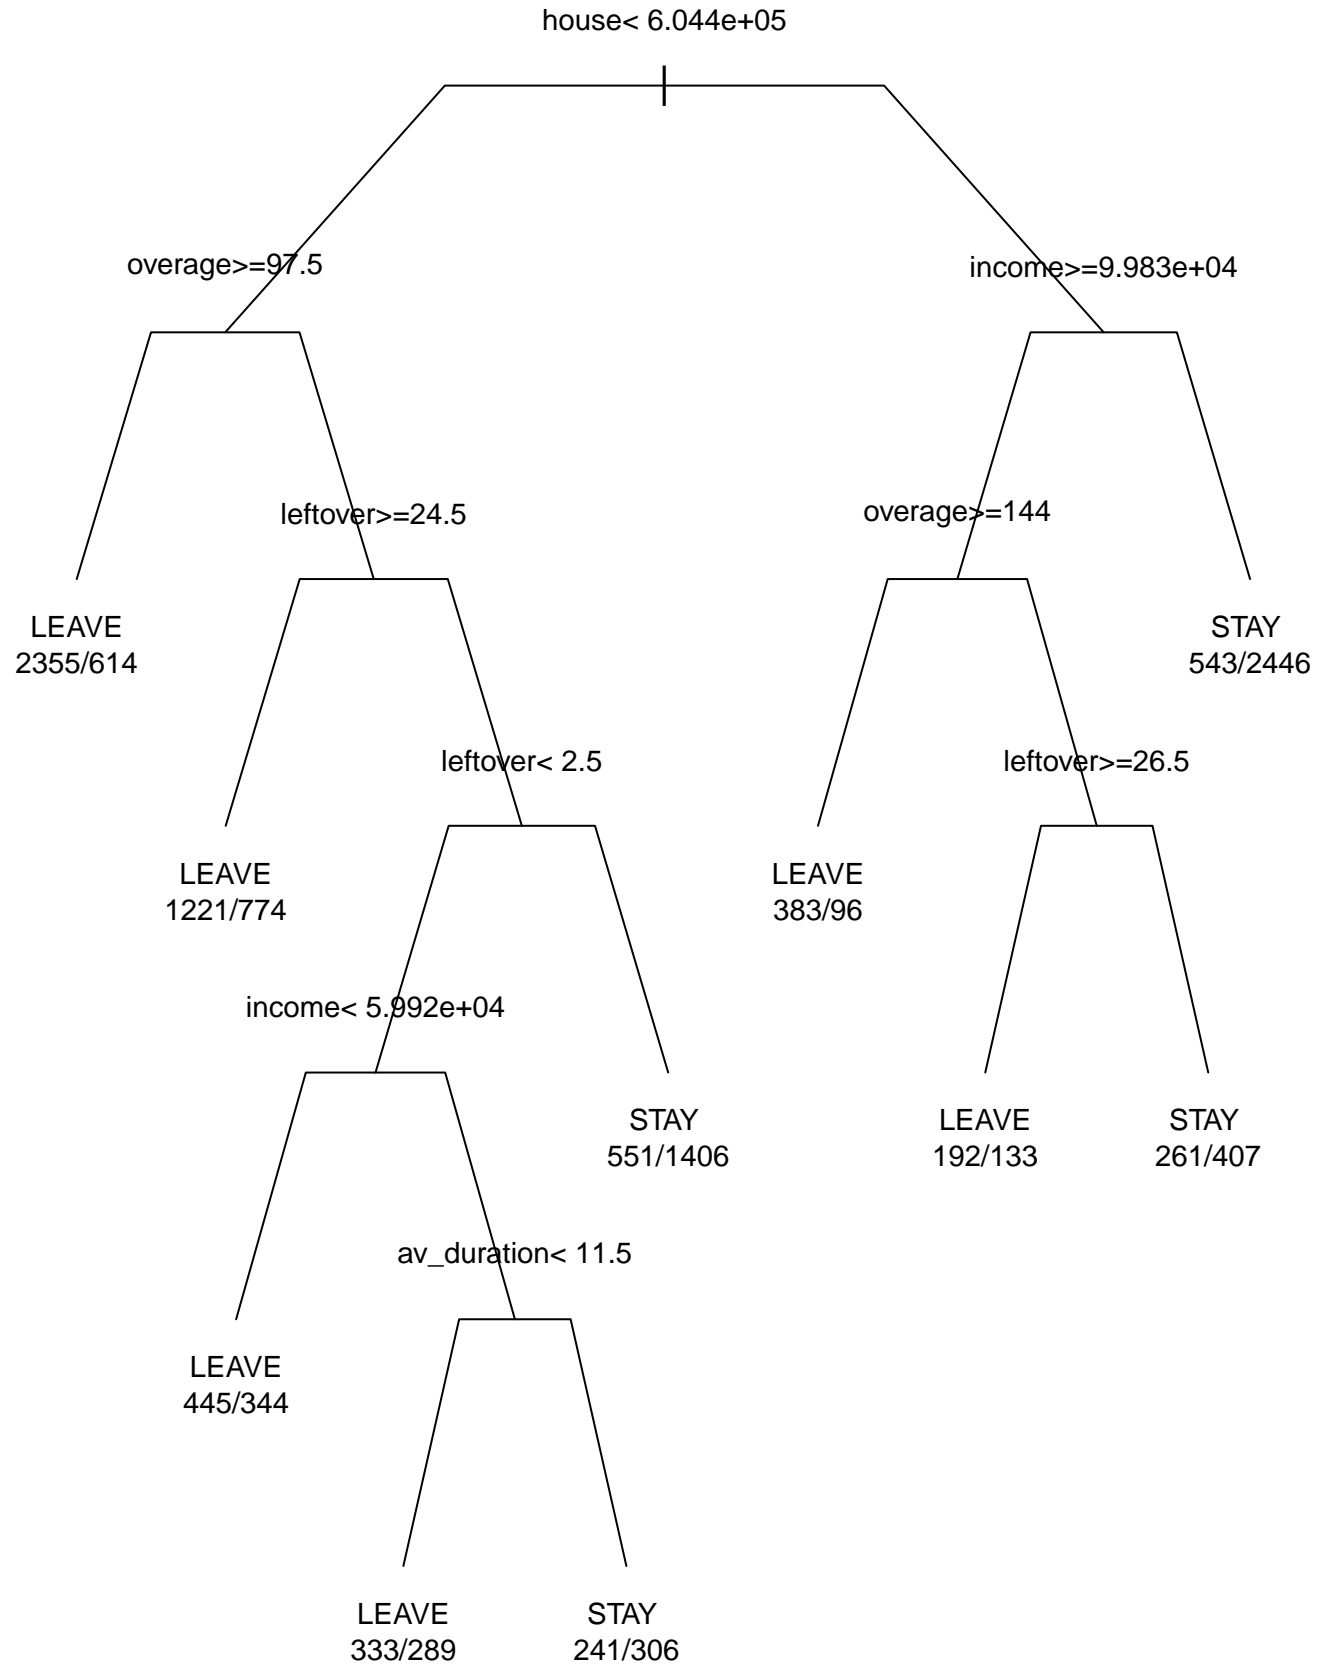 house< 6.044e+05
overage>=97.5
income>=9.983e+04
leftover>=24.5
overage>=144
LEAVE
2355/614
STAY
543/2446
leftover< 2.5
leftover>=26.5
LEAVE
1221/774
LEAVE
383/96
income< 5.992e+04
STAY
551/1406
LEAVE
192/133
STAY
261/407
av_duration< 11.5
LEAVE
445/344
LEAVE
333/289
STAY
241/306